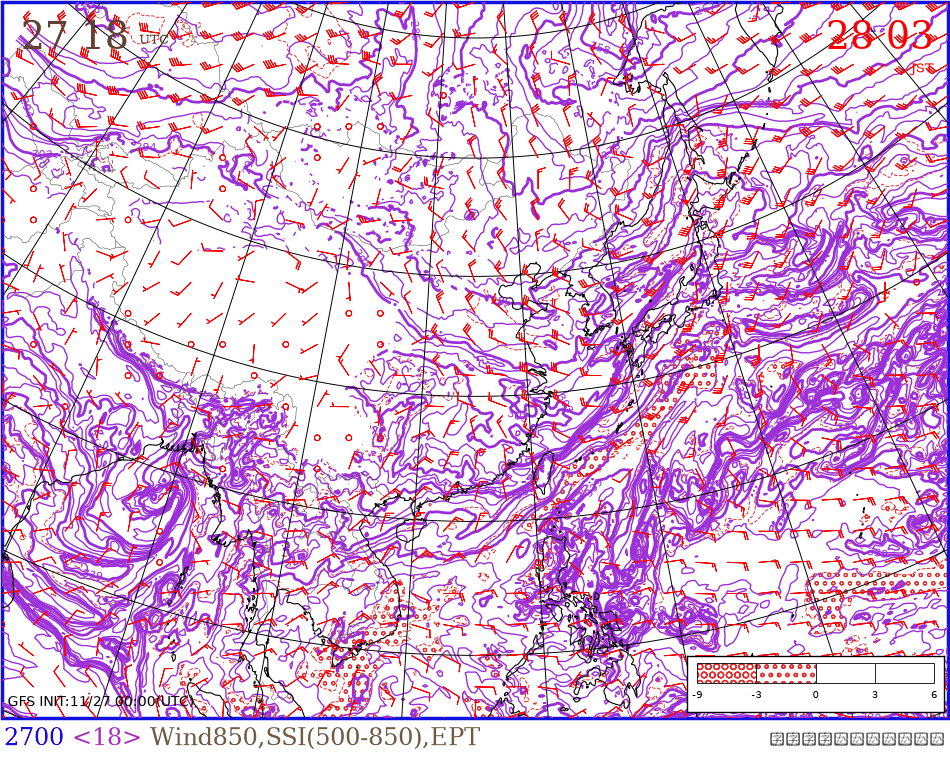 27 18 UTC 28 03 JST
GFS INIT:11/27 00:00(UTC)
-9 -3 0 3 6
2700 <18> Wind850,SSI(500-850),EPT